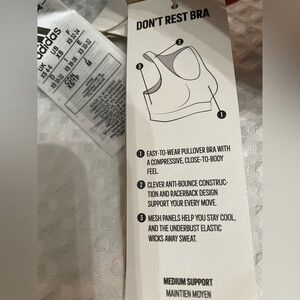 adidas
DON'T REST BRA
2
3
1
1 EASY-TO-WEAR PULLOVER BRA WITH
A COMPRESSIVE, CLOSE-TO-BODY
FEEL.
2 CLEVER ANTI-BOUNCE CONSTRUC-
TION AND RACERBACK DESIGN
SUPPORT YOUR EVERY MOVE.
3 MESH PANELS HELP YOU STAY COOL,
AND THE UNDERBUST ELASTIC
WICKS AWAY SWEAT.
MEDIUM SUPPORT
MAINTIEN MOYEN